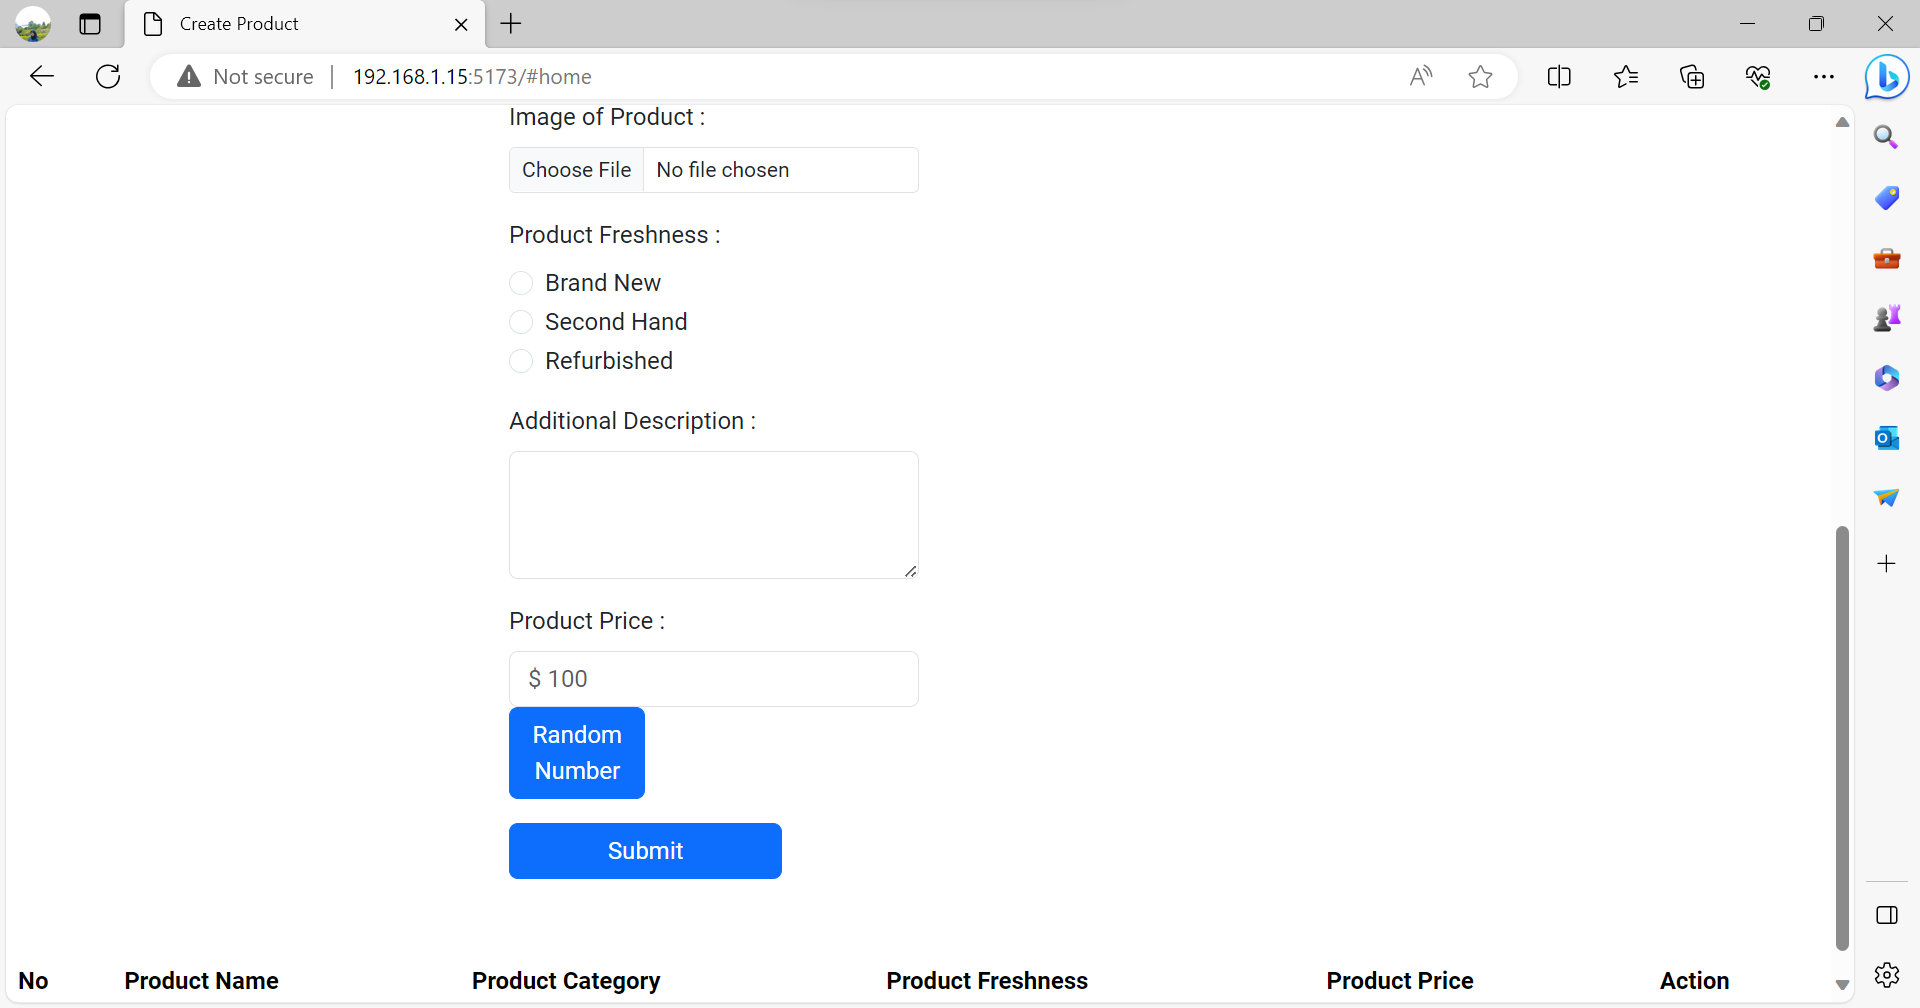 Create Product
Not secure 192.168.1.15:5173/#home
Image of Product :
Choose File No file chosen
Product Freshness :
Brand New
Second Hand
Refurbished
Additional Description :
Product Price :
$ 100
Random
Number
Submit
No Product Name Product Category Product Freshness Product Price Action